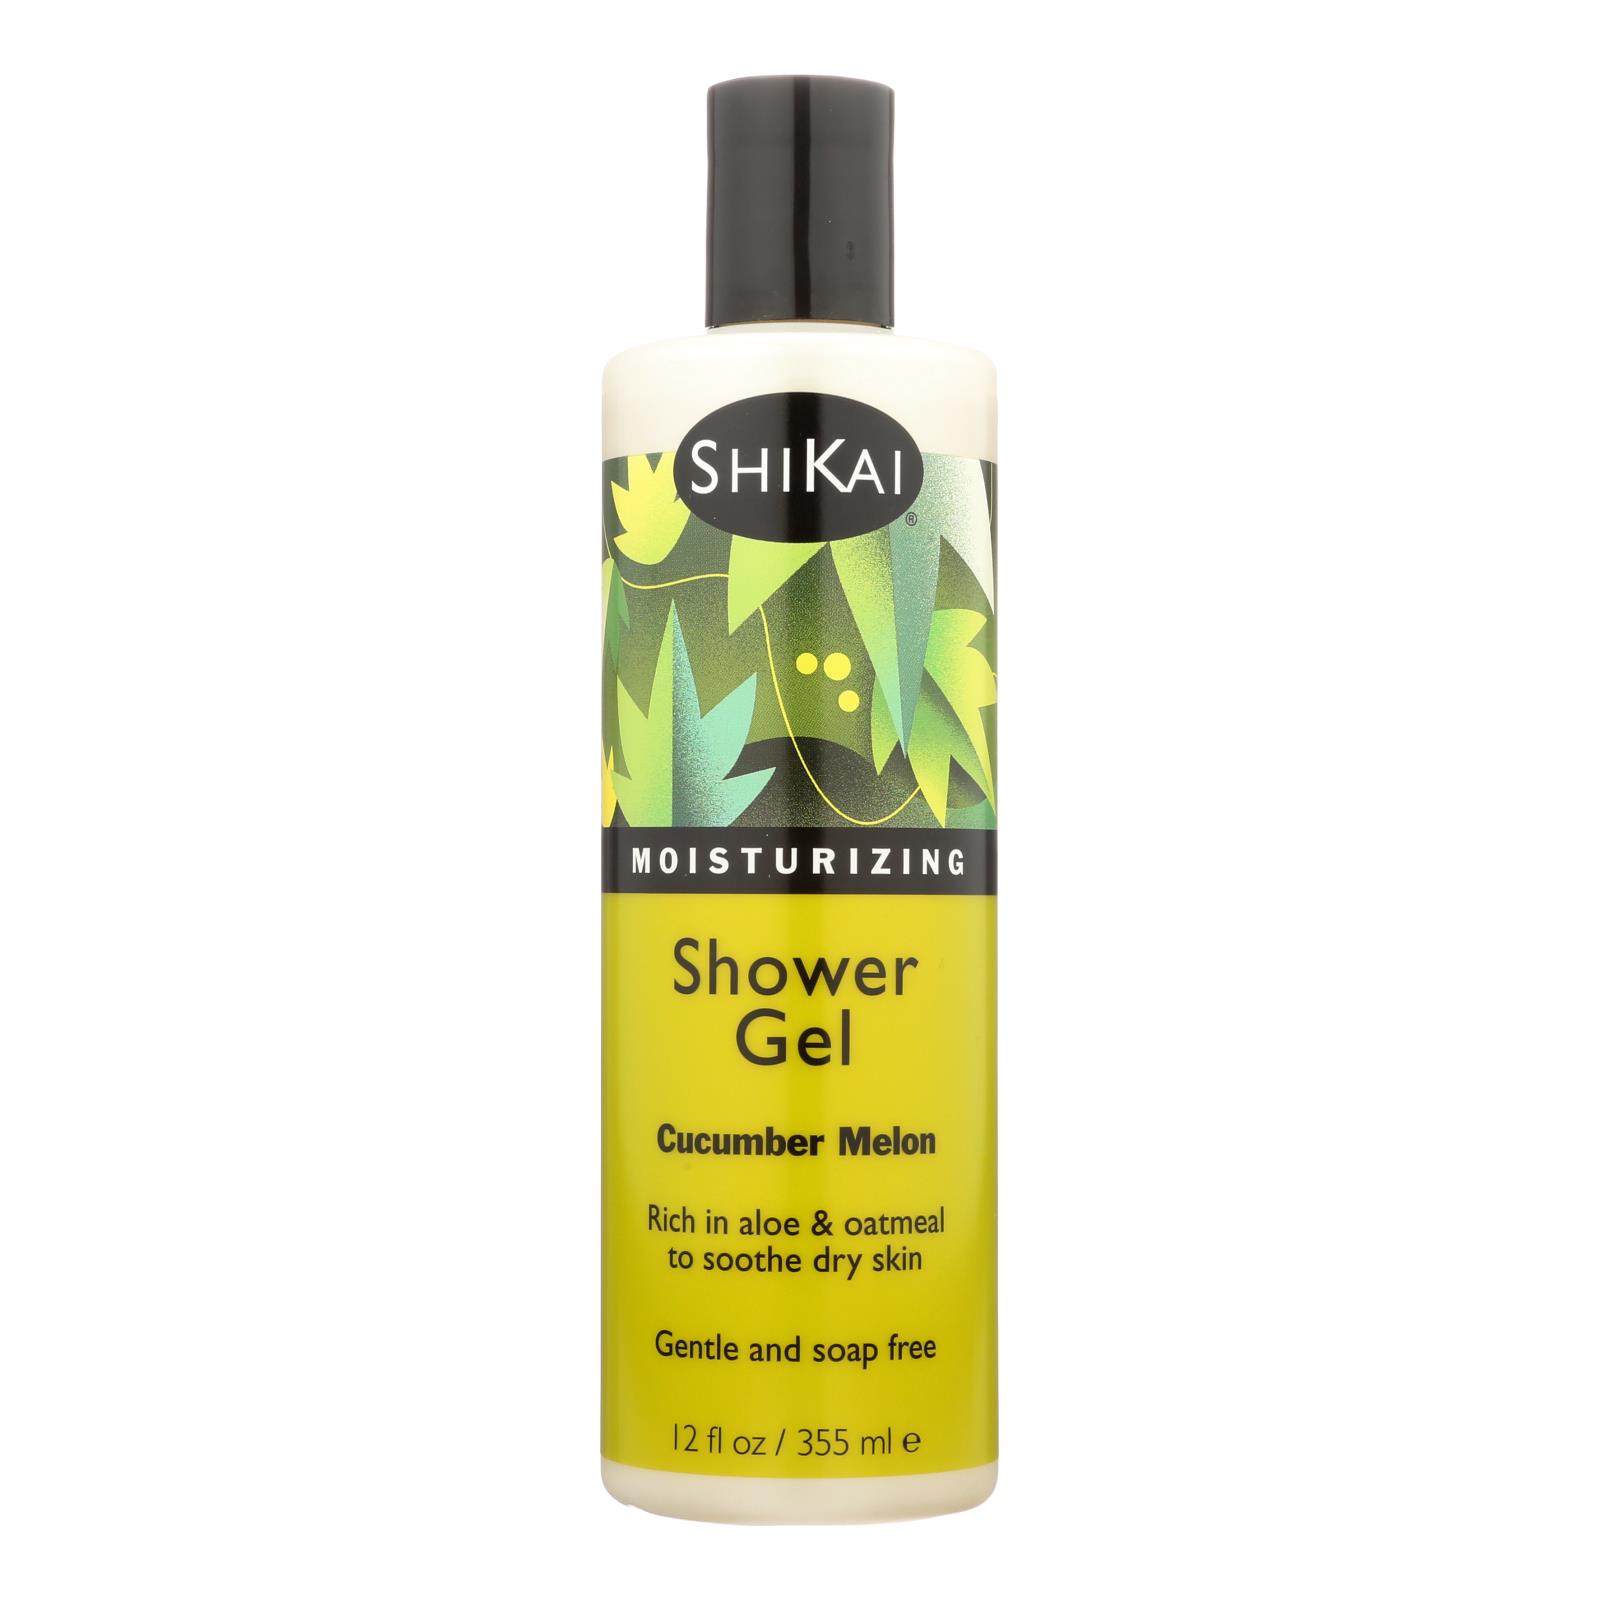 SHIKAI
®
MOISTURIZING
Shower
Gel
Cucumber Melon
Rich in aloe & oatmeal
to soothe dry skin
Gentle and soap free
12 fl oz / 355 ml ℮